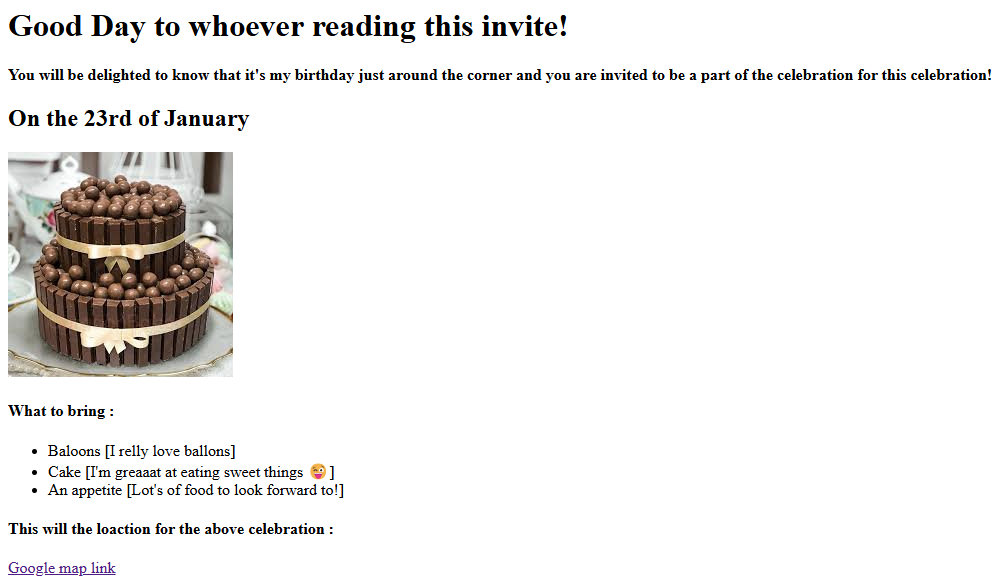 Good Day to whoever reading this invite!
You will be delighted to know that it's my birthday just around the corner and you are invited to be a part of the celebration for this celebration!
On the 23rd of January
What to bring :
Baloons [I relly love ballons]
Cake [I'm greaaat at eating sweet things 😜 ]
An appetite [Lot's of food to look forward to!]
This will the loaction for the above celebration :
Google map link